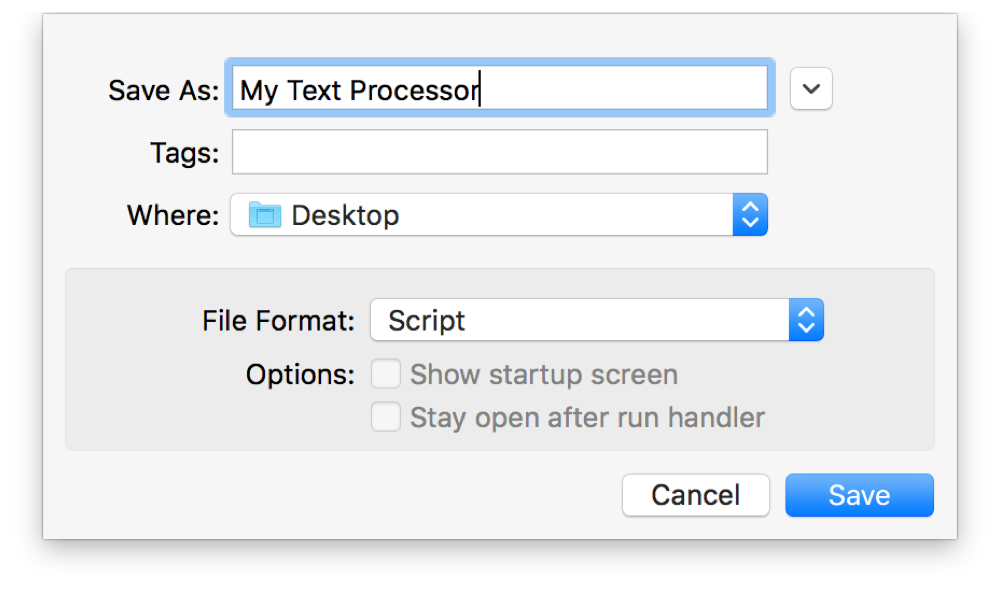 Save As: My Text Processor
Tags:
Where: Desktop
File Format: Script
Options: Show startup screen
Stay open after run handler
Cancel Save